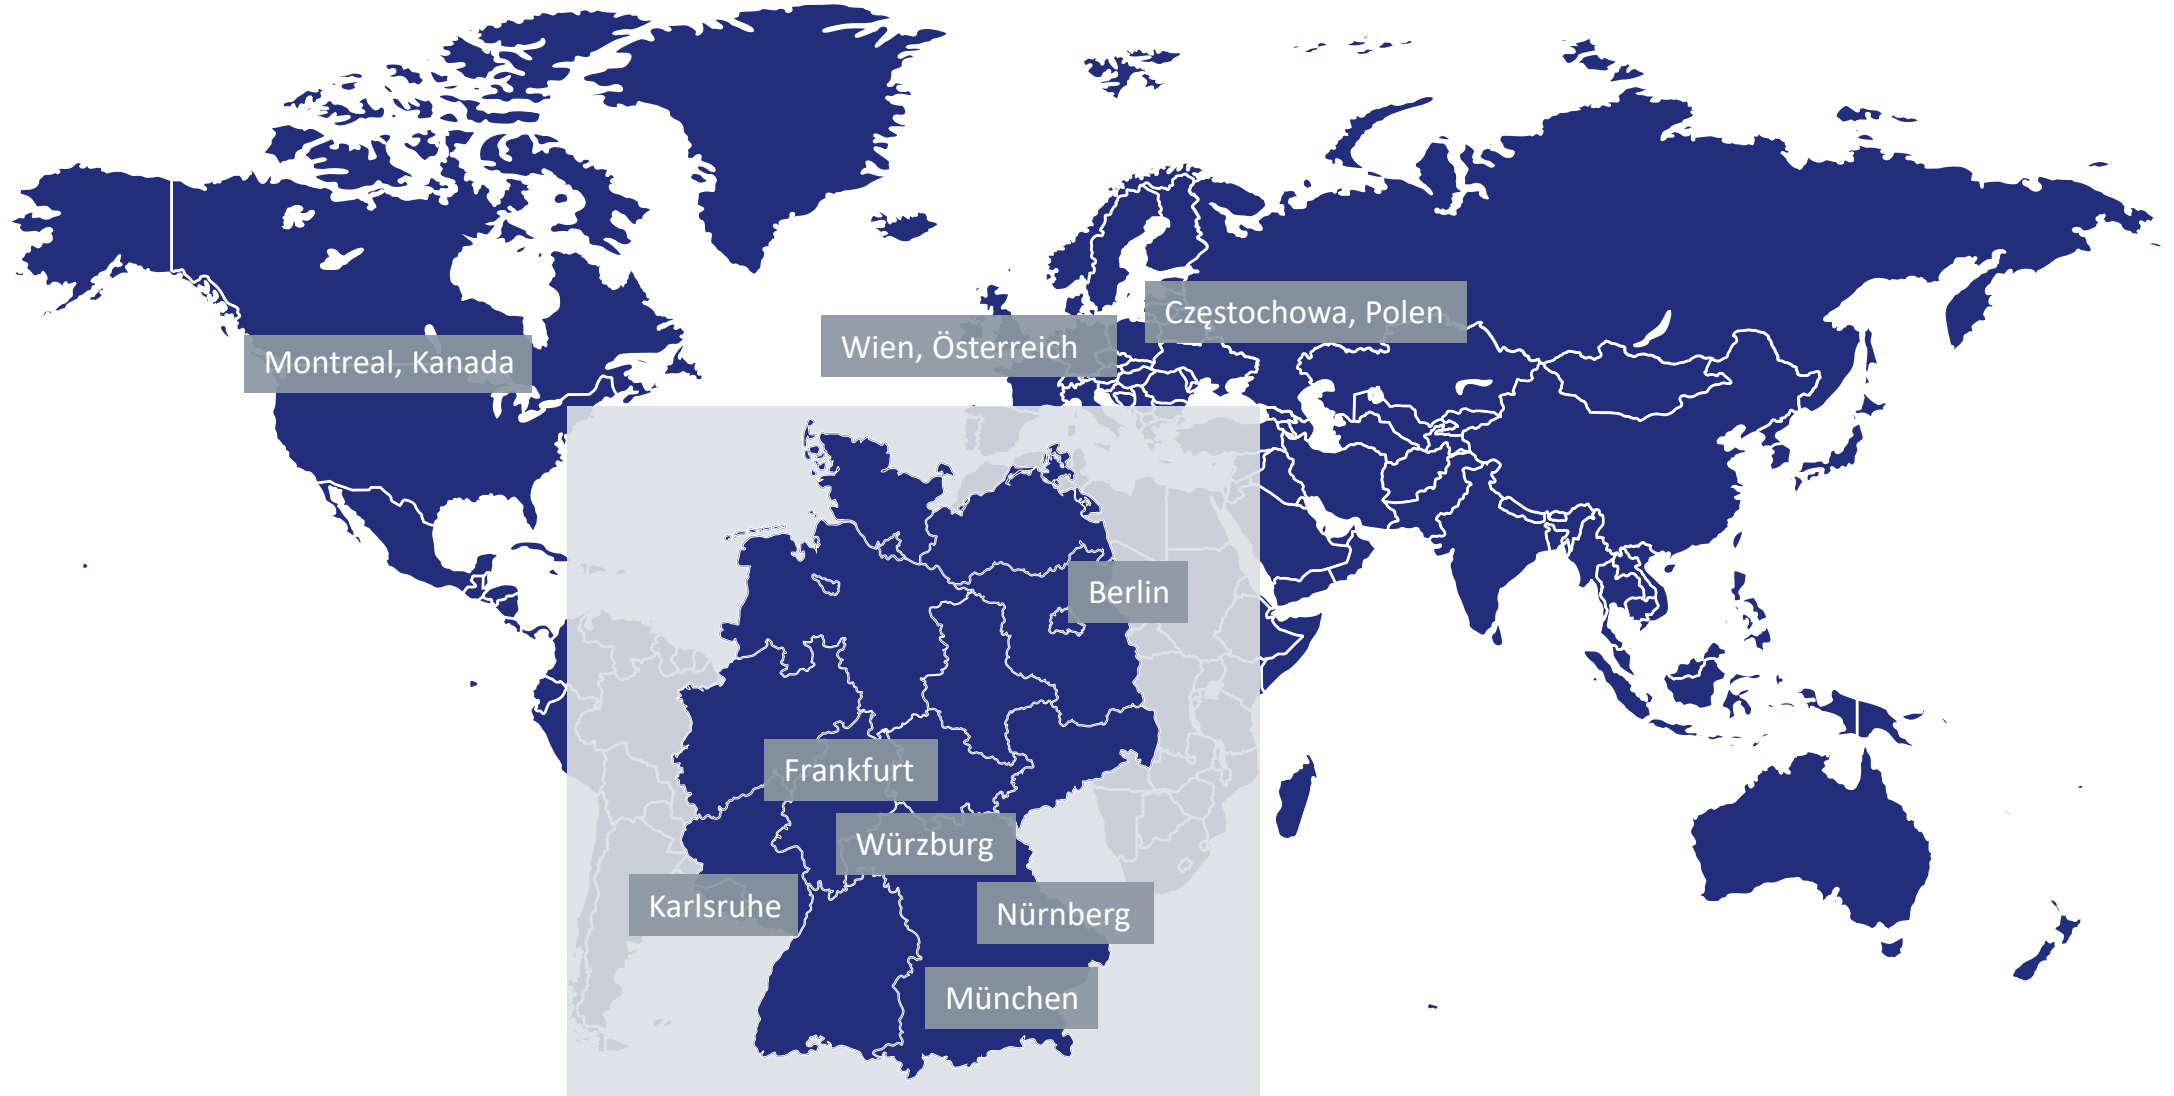 Częstochowa, Polen
Wien, Österreich
Montreal, Kanada
Berlin
Frankfurt
Würzburg
Karlsruhe
Nürnberg
München